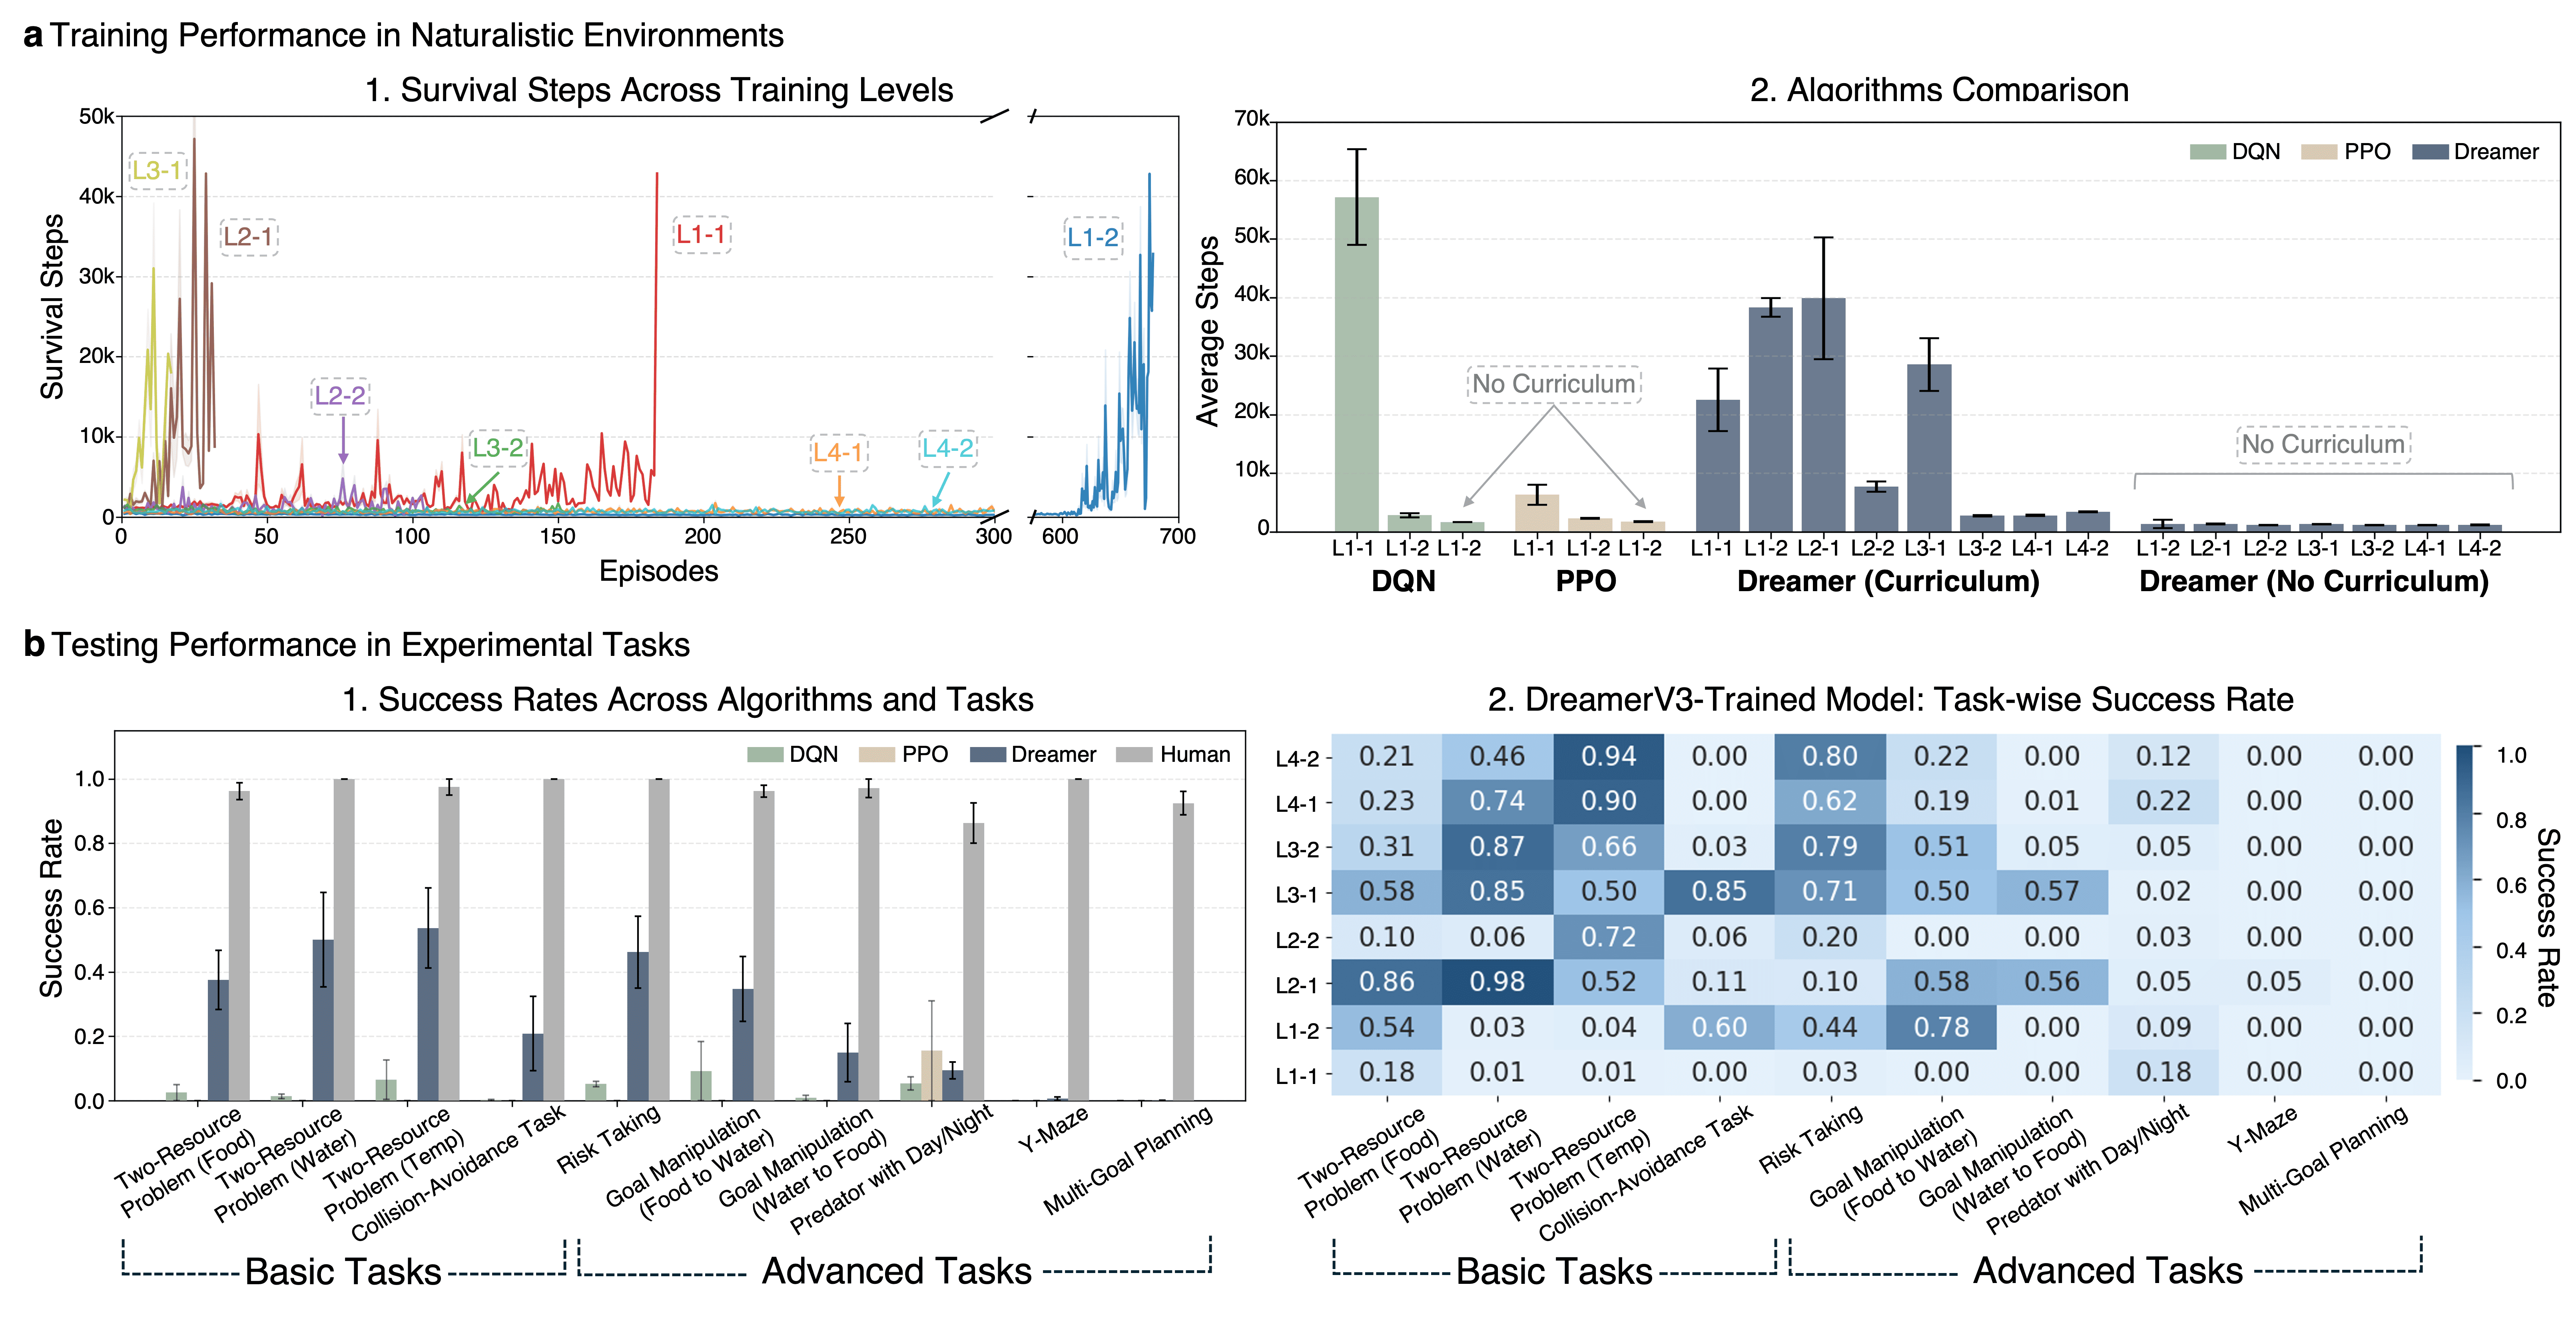 a Training Performance in Naturalistic Environments
1. Survival Steps Across Training Levels
50k
40k
30k
20k
10k
0
Survival Steps
L3-1
L2-1
L2-2
L1-1
L3-2
L4-1
L4-2
L1-2
0 50 100 150 200 250 300 600 700
Episodes
2. Algorithms Comparison
70k
60k
50k
40k
30k
20k
10k
0
Average Steps
DQN PPO Dreamer
No Curriculum
No Curriculum
L1-1 L1-2 L1-2 L1-1 L1-2 L1-2 L1-1 L1-2 L2-1 L2-2 L3-1 L3-2 L4-1 L4-2 L1-2 L2-1 L2-2 L3-1 L3-2 L4-1 L4-2
DQN PPO Dreamer (Curriculum) Dreamer (No Curriculum)
b Testing Performance in Experimental Tasks
1. Success Rates Across Algorithms and Tasks
DQN PPO Dreamer Human
1.0
0.8
0.6
0.4
0.2
0.0
Success Rate
Two-Resource
Problem (Food)
Two-Resource
Problem (Water)
Two-Resource
Problem (Temp)
Collision-Avoidance Task
Risk Taking
Goal Manipulation
(Food to Water)
Goal Manipulation
(Water to Food)
Predator with Day/Night
Y-Maze
Multi-Goal Planning
Basic Tasks
Advanced Tasks
2. DreamerV3-Trained Model: Task-wise Success Rate
L4-2 0.21 0.46 0.94 0.00 0.80 0.22 0.00 0.12 0.00 0.00
L4-1 0.23 0.74 0.90 0.00 0.62 0.19 0.01 0.22 0.00 0.00
L3-2 0.31 0.87 0.66 0.03 0.79 0.51 0.05 0.05 0.00 0.00
L3-1 0.58 0.85 0.50 0.85 0.71 0.50 0.57 0.02 0.00 0.00
L2-2 0.10 0.06 0.72 0.06 0.20 0.00 0.00 0.03 0.00 0.00
L2-1 0.86 0.98 0.52 0.11 0.10 0.58 0.56 0.05 0.05 0.00
L1-2 0.54 0.03 0.04 0.60 0.44 0.78 0.00 0.09 0.00 0.00
L1-1 0.18 0.01 0.01 0.00 0.03 0.00 0.00 0.18 0.00 0.00
1.0
0.8
0.6
0.4
0.2
0.0
Success Rate
Two-Resource
Problem (Food)
Two-Resource
Problem (Water)
Two-Resource
Problem (Temp)
Collision-Avoidance Task
Risk Taking
Goal Manipulation
(Food to Water)
Goal Manipulation
(Water to Food)
Predator with Day/Night
Y-Maze
Multi-Goal Planning
Basic Tasks
Advanced Tasks